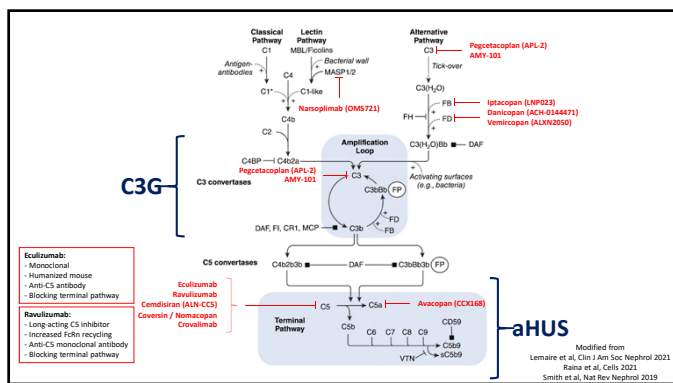 Classical
Pathway
C1
Antigen-
antibodies
+
C1*
Lectin
Pathway
MBL/Ficolins
Bacterial wall
+
MASP1/2
C4
C1-like
+
+
Narsoplimib (OMS721)
C4b
C2
C4BP
C4b2a
Alternative
Pathway
C3
Pegcetacoplan (APL-2)
AMY-101
Tick-over
C3(H₂O)
+
FB
Iptacopan (LNP023)
FH
Danicopan (ACH-0144471)
+
FD
Vemircopan (ALXN2050)
C3(H₂O)Bb
DAF
+
Activating surfaces
(e.g., bacteria)
Amplification
Loop
Pegcetacoplan (APL-2)
AMY-101
C3
C3bBb
FP
+
FD
+
FB
C3b
DAF, FI, CR1, MCP
C3G
C3 convertases
C5 convertases
C4b2b3b
DAF
C3bBb3b
FP
Eculizumab:
- Monoclonal
- Humanized mouse
- Anti-C5 antibody
- Blocking terminal pathway
Ravulizumab:
- Long-acting C5 inhibitor
- Increased FcRn recycling
- Anti-C5 monoclonal antibody
- Blocking terminal pathway
Eculizumab
Ravulizumab
Cemdisiran (ALN-CC5)
Coversin / Nomacopan
Crovalimab
C5
C5a
Avacopan (CCX168)
Terminal
Pathway
C5b
C6
C7
C8
C9
CD59
C5b9
sC5b9
VTN
aHUS
Modified from
Lemaire et al, Clin J Am Soc Nephrol 2021
Raina et al, Cells 2021
Smith et al, Nat Rev Nephrol 2019